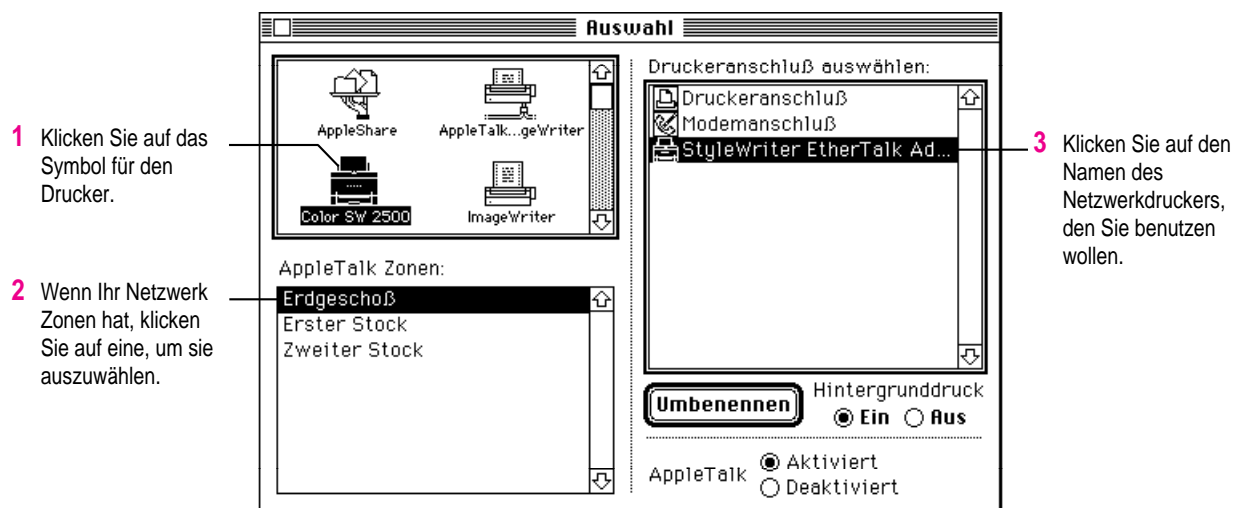 Auswahl
1 Klicken Sie auf das
Symbol für den
Drucker.
2 Wenn Ihr Netzwerk
Zonen hat, klicken
Sie auf eine, um sie
auszuwählen.
AppleShare
AppleTalk...geWriter
Color SW 2500
ImageWriter
AppleTalk Zonen:
Erdgeschoß
Erster Stock
Zweiter Stock
Druckeranschluß auswählen:
Druckeranschluß
Modemanschluß
StyleWriter EtherTalk Ad...
Umbenennen
Hintergrunddruck
Ein Aus
AppleTalk
Aktiviert
Deaktiviert
3 Klicken Sie auf den
Namen des
Netzwerkdruckers,
den Sie benutzen
wollen.